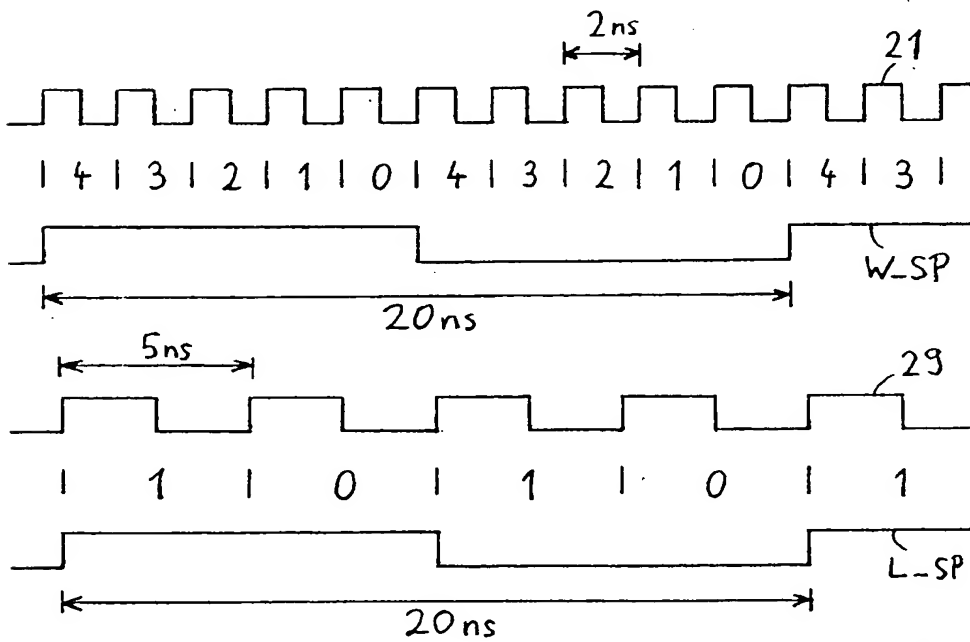 2ns
21
| 4 | 3 | 2 | 1 | 0 | 4 | 3 | 2 | 1 | 0 | 4 | 3 |
W_SP
20ns
5ns
29
| 1 | 0 | 1 | 0 | 1
L_SP
20ns